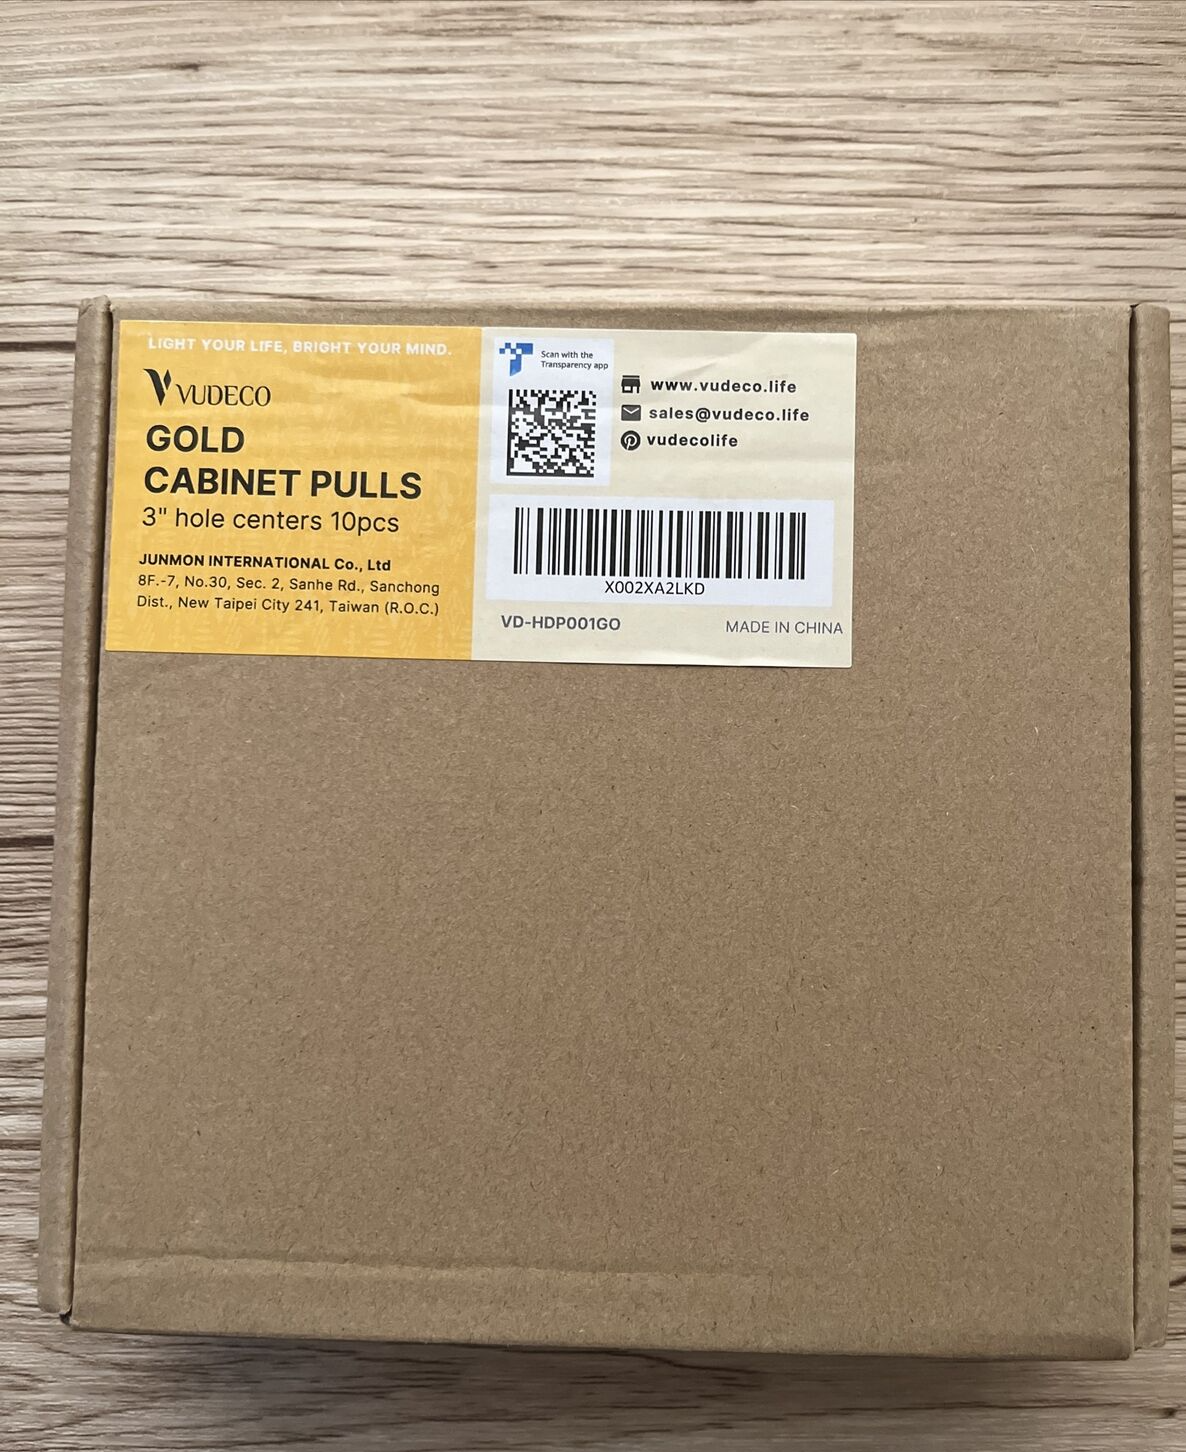 LIGHT YOUR LIFE, BRIGHT YOUR MIND.
VUDECO
GOLD
CABINET PULLS
3" hole centers 10pcs
JUNMON INTERNATIONAL Co., Ltd
8F.-7, No.30, Sec. 2, Sanhe Rd., Sanchong
Dist., New Taipei City 241, Taiwan (R.O.C.)
Scan with the
Transparency app
www.vudeco.life
sales@vudeco.life
vudecolife
X002XA2LKD
VD-HDP001GO MADE IN CHINA